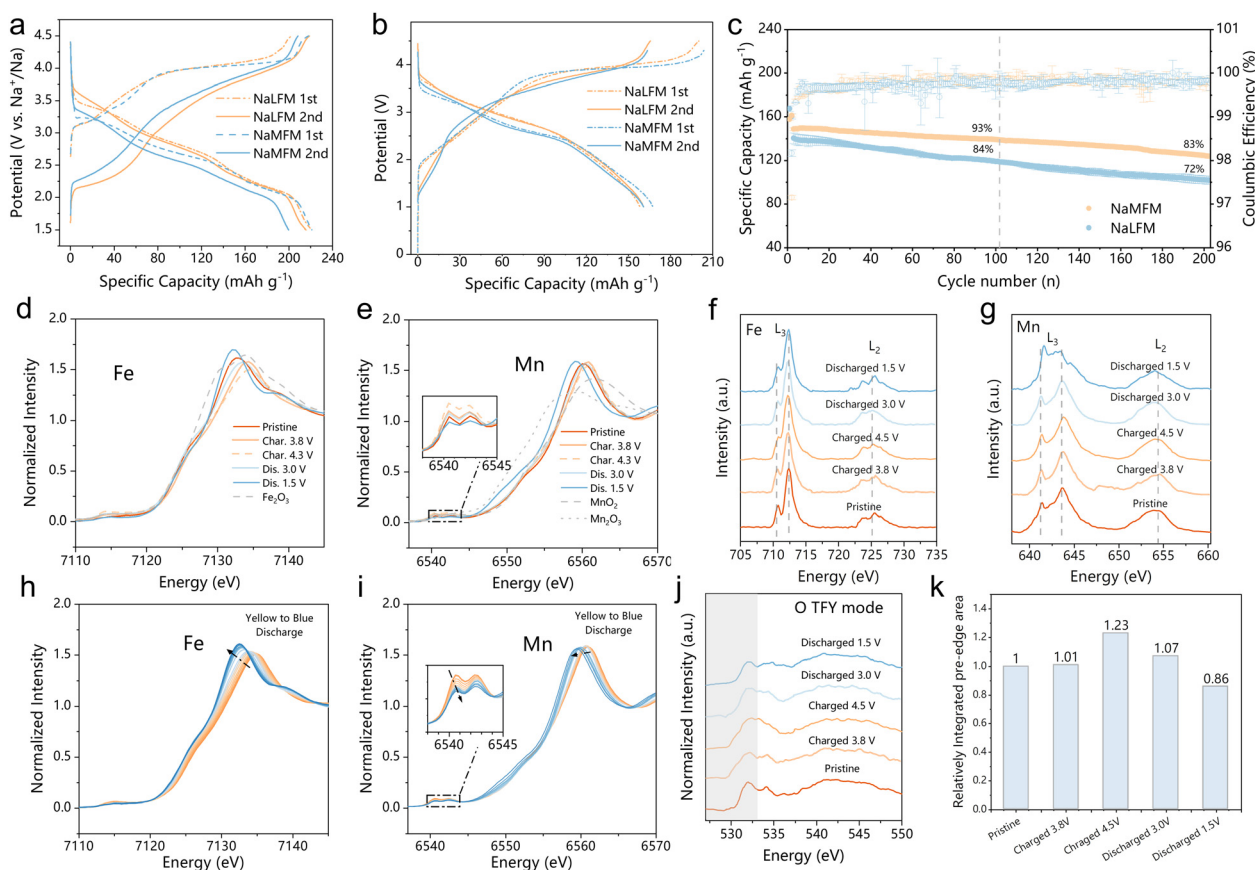 a
4.5
4.0
3.5
3.0
2.5
2.0
1.5
Potential (V vs. Na⁺/Na)
NaLFM 1st
NaLFM 2nd
NaMFM 1st
NaMFM 2nd
0 40 80 120 160 200 240
Specific Capacity (mAh g⁻¹)
b
5
4
3
2
1
0
Potential (V)
NaLFM 1st
NaLFM 2nd
NaMFM 1st
NaMFM 2nd
0 30 60 90 120 150 180 210
Specific Capacity (mAh g⁻¹)
c
240
200
160
120
80
40
Specific Capacity (mAh g⁻¹)
93%
84%
83%
72%
NaMFM
NaLFM
101
100
99
98
97
96
Coulumbic Efficiency (%)
0 20 40 60 80 100 120 140 160 180 200
Cycle number (n)
d
2.0
1.5
1.0
0.5
0.0
Normalized Intensity
Fe
Pristine
Char. 3.8 V
Char. 4.3 V
Dis. 3.0 V
Dis. 1.5 V
Fe₂O₃
7110 7120 7130 7140
Energy (eV)
e
2.0
1.5
1.0
0.5
0.0
Normalized Intensity
Mn
6540 6545
Pristine
Char. 3.8 V
Char. 4.3 V
Dis. 3.0 V
Dis. 1.5 V
MnO₂
Mn₂O₃
6540 6550 6560 6570
Energy (eV)
f
Fe
L₃
L₂
Intensity (a.u.)
Discharged 1.5 V
Discharged 3.0 V
Charged 4.5 V
Charged 3.8 V
Pristine
705 710 715 720 725 730 735
Energy (eV)
g
Mn
L₃
L₂
Intensity (a.u.)
Discharged 1.5 V
Discharged 3.0 V
Charged 4.5 V
Charged 3.8 V
Pristine
640 645 650 655 660
Energy (eV)
h
2.0
1.5
1.0
0.5
0.0
Normalized Intensity
Fe
Yellow to Blue
Discharge
7110 7120 7130 7140
Energy (eV)
i
2.0
1.5
1.0
0.5
0.0
Normalized Intensity
Mn
Yellow to Blue
Discharge
6540 6545
6540 6550 6560 6570
Energy (eV)
j
O TFY mode
Normalized Intensity (a.u.)
Discharged 1.5 V
Discharged 3.0 V
Charged 4.5 V
Charged 3.8 V
Pristine
530 535 540 545 550
Energy (eV)
k
1.4
1.2
1.0
0.8
0.6
0.4
0.2
0.0
Relatively Integrated pre--edge area
1
1.01
1.23
1.07
0.86
Pristine
Charged 3.8V
Chraged 4.5V
Discharged 3.0V
Discharged 1.5V